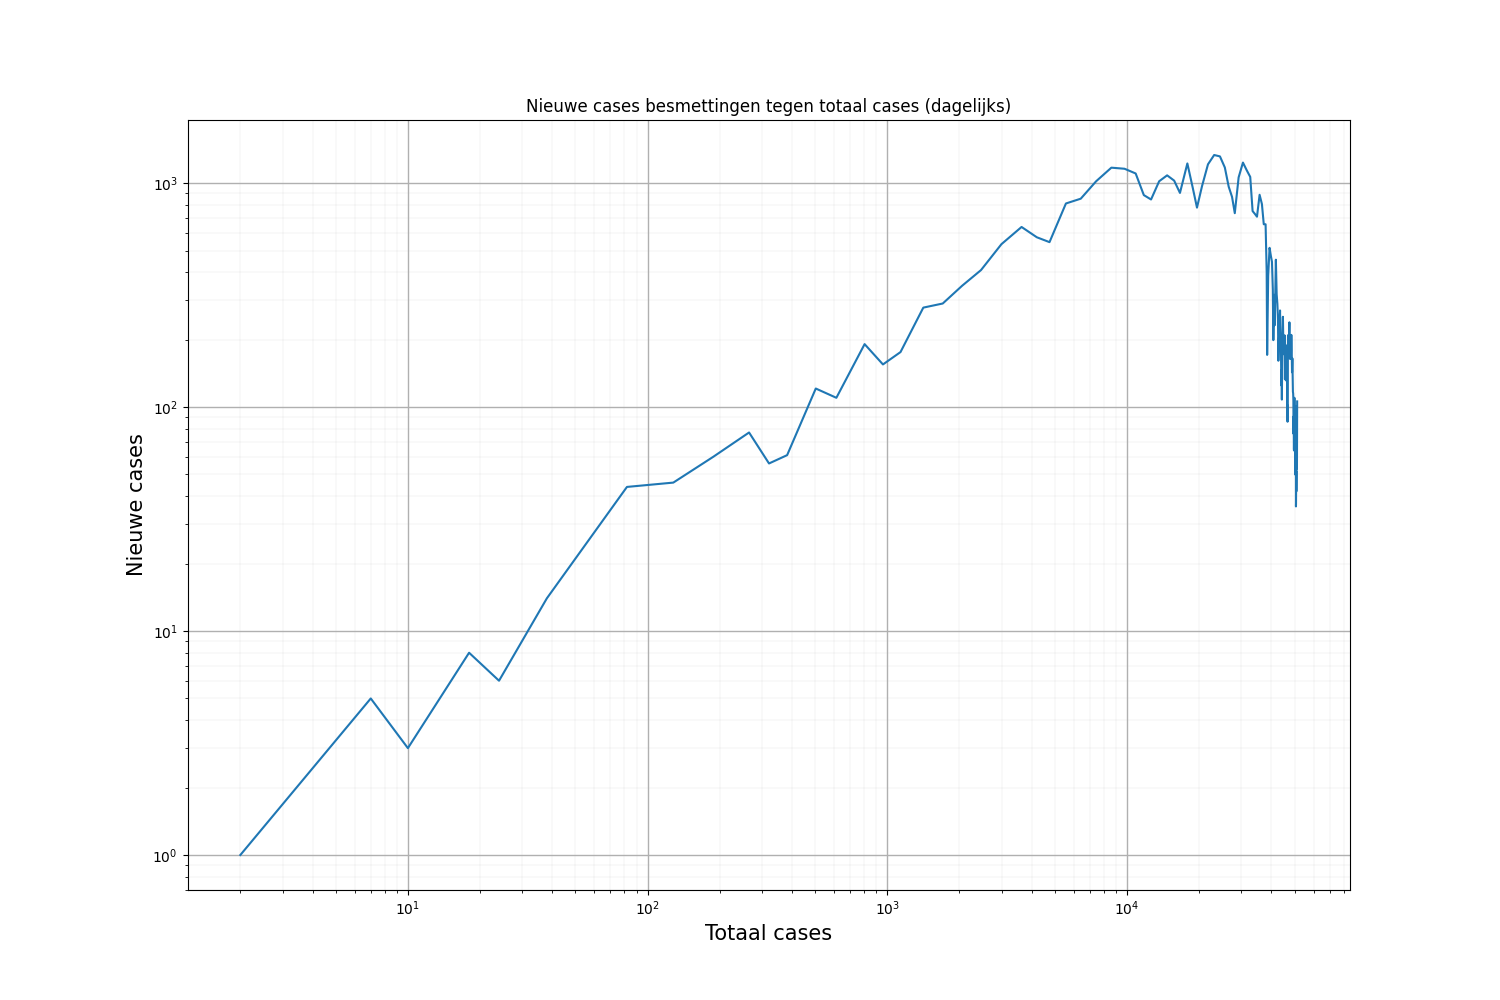 Nieuwe cases besmettingen tegen totaal cases (dagelijks)
10³
10²
10¹
10⁰
Nieuwe cases
10¹ 10² 10³ 10⁴
Totaal cases